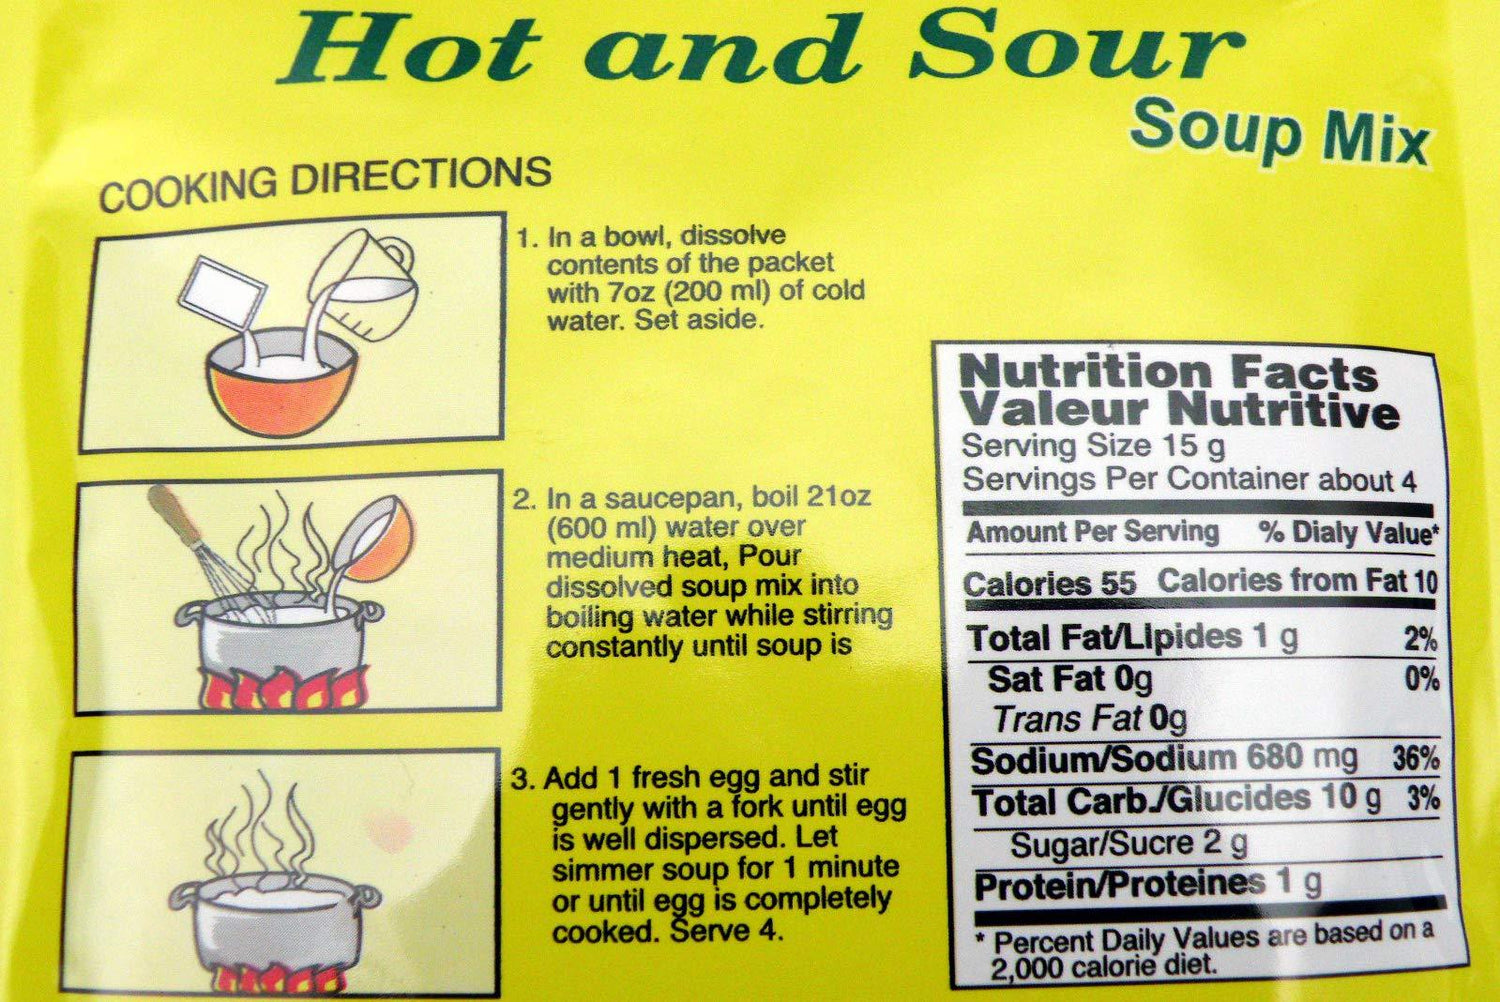 Hot and Sour
Soup Mix
COOKING DIRECTIONS
1. In a bowl, dissolve
contents of the packet
with 7oz (200 ml) of cold
water. Set aside.
2. In a saucepan, boil 21oz
(600 ml) water over
medium heat, Pour
dissolved soup mix into
boiling water while stirring
constantly until soup is
3. Add 1 fresh egg and stir
gently with a fork until egg
is well dispersed. Let
simmer soup for 1 minute
or until egg is completely
cooked. Serve 4.
Nutrition Facts
Valeur Nutritive
Serving Size 15 g
Servings Per Container about 4
Amount Per Serving % Dialy Value*
Calories 55 Calories from Fat 10
Total Fat/Lipides 1 g 2%
Sat Fat 0g 0%
Trans Fat 0g
Sodium/Sodium 680 mg 36%
Total Carb./Glucides 10 g 3%
Sugar/Sucre 2 g
Protein/Proteines 1 g
* Percent Daily Values are based on a
2,000 calorie diet.